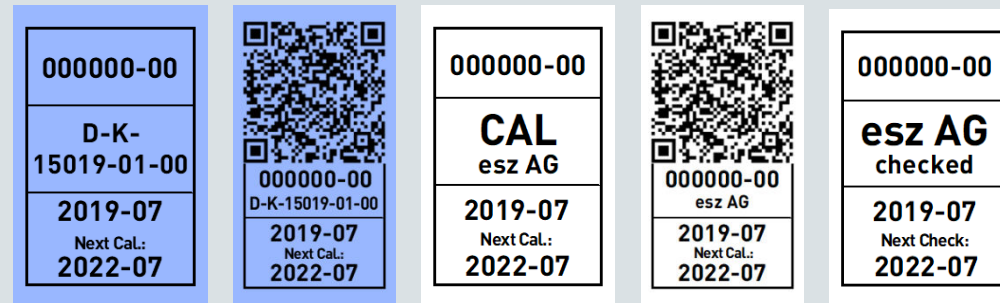 000000-00
D-K-
15019-01-00
2019-07
Next Cal.:
2022-07
000000-00
D-K-15019-01-00
2019-07
Next Cal.:
2022-07
000000-00
CAL
esz AG
2019-07
Next Cal.:
2022-07
000000-00
esz AG
2019-07
Next Cal.:
2022-07
000000-00
esz AG
checked
2019-07
Next Check:
2022-07